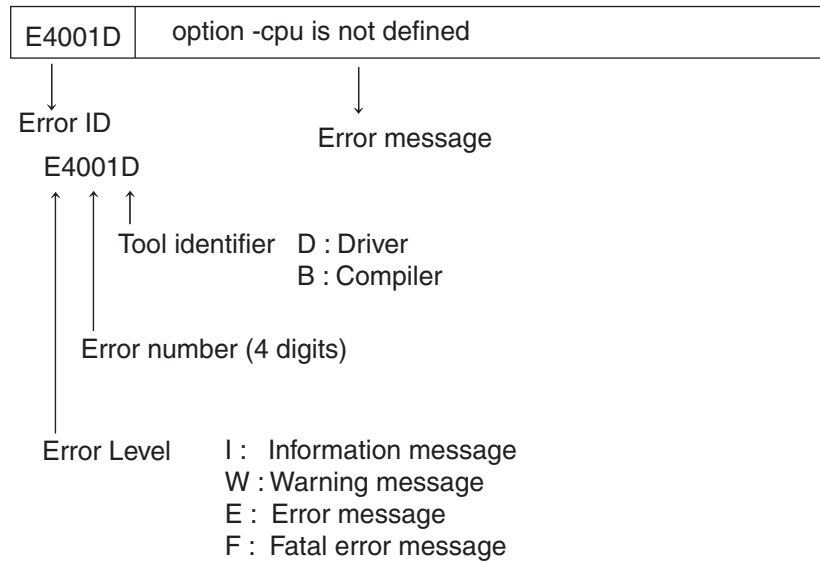 E4001D option -cpu is not defined
Error ID
Error message
E4001D
Tool identifier D : Driver
B : Compiler
Error number (4 digits)
Error Level I : Information message
W : Warning message
E : Error message
F : Fatal error message